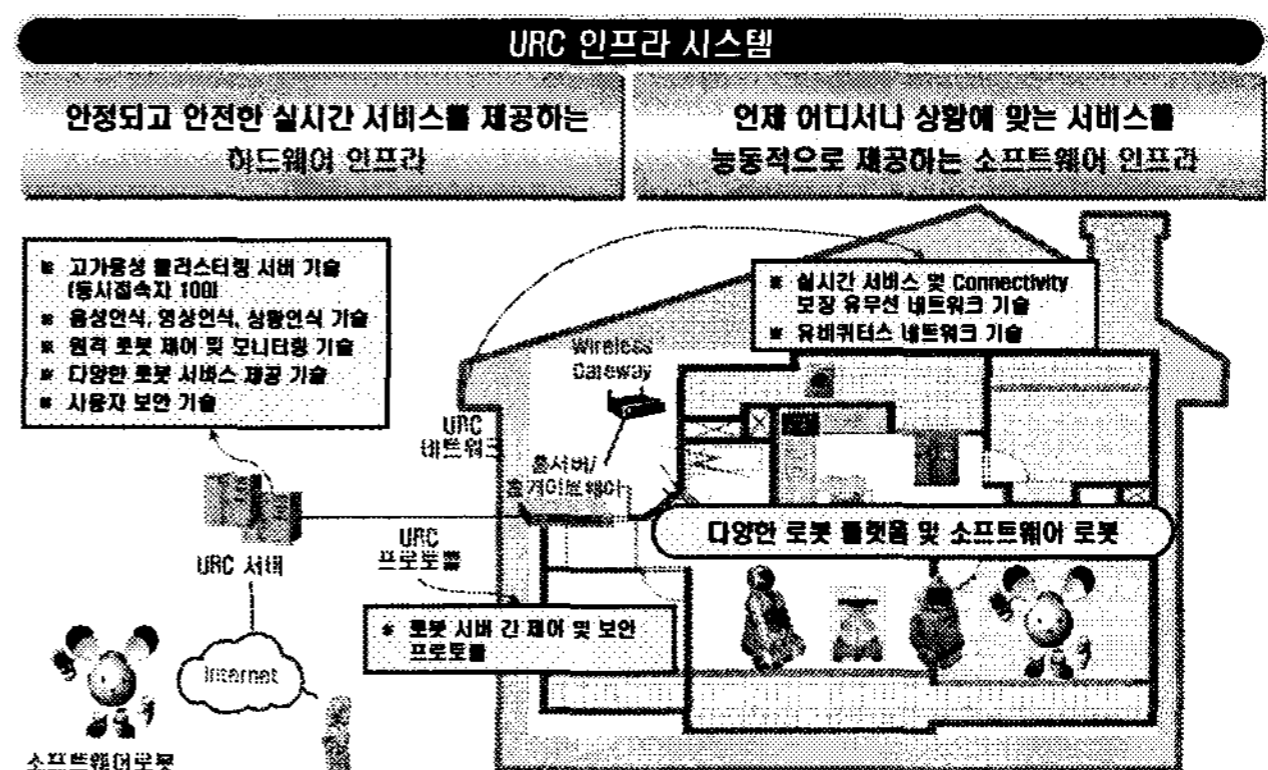 URC 인프라 시스템
안정되고 안전한 실시간 서비스를 제공하는
하드웨어 인프라
언제 어디서나 상황에 맞는 서비스를
능동적으로 제공하는 소프트웨어 인프라
※ 고가용성 클러스터링 서버 기술
(동시접속자 100)
※ 음성인식, 영상인식, 상황인식 기술
※ 원격 로봇 제어 및 모니터링 기술
※ 다양한 로봇 서비스 제공 기술
※ 사용자 보안 기술
※ 실시간 서비스 및 Connectivity
보장 유무선 네트워크 기술
※ 유비쿼터스 네트워크 기술
Wireless
Gateway
URC
네트워크
홈서버/
홈게이트웨이
다양한 로봇 플랫폼 및 소프트웨어 로봇
URC 서버
URC
프로토콜
※ 로봇 서버 간 제어 및 보안
프로토콜
Internet
소프트웨어로봇